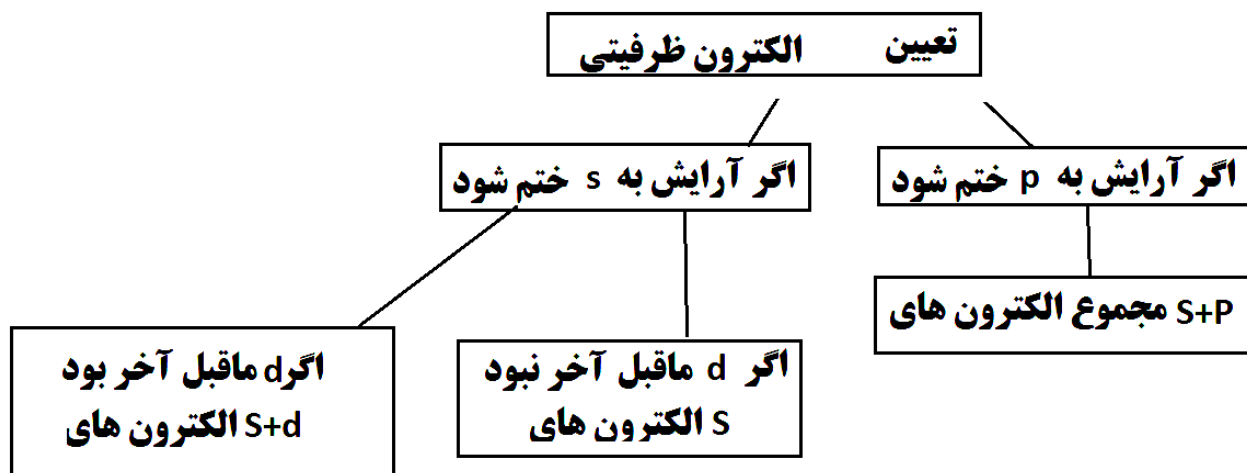 تعیین الکترون ظرفیتی
اگر آرایش به p ختم شود
اگر آرایش به s ختم شود
مجموع الکترون های S+P
اگر d ماقبل آخر نبود
الکترون های S
اگرd ماقبل آخر بود
الکترون های S+d